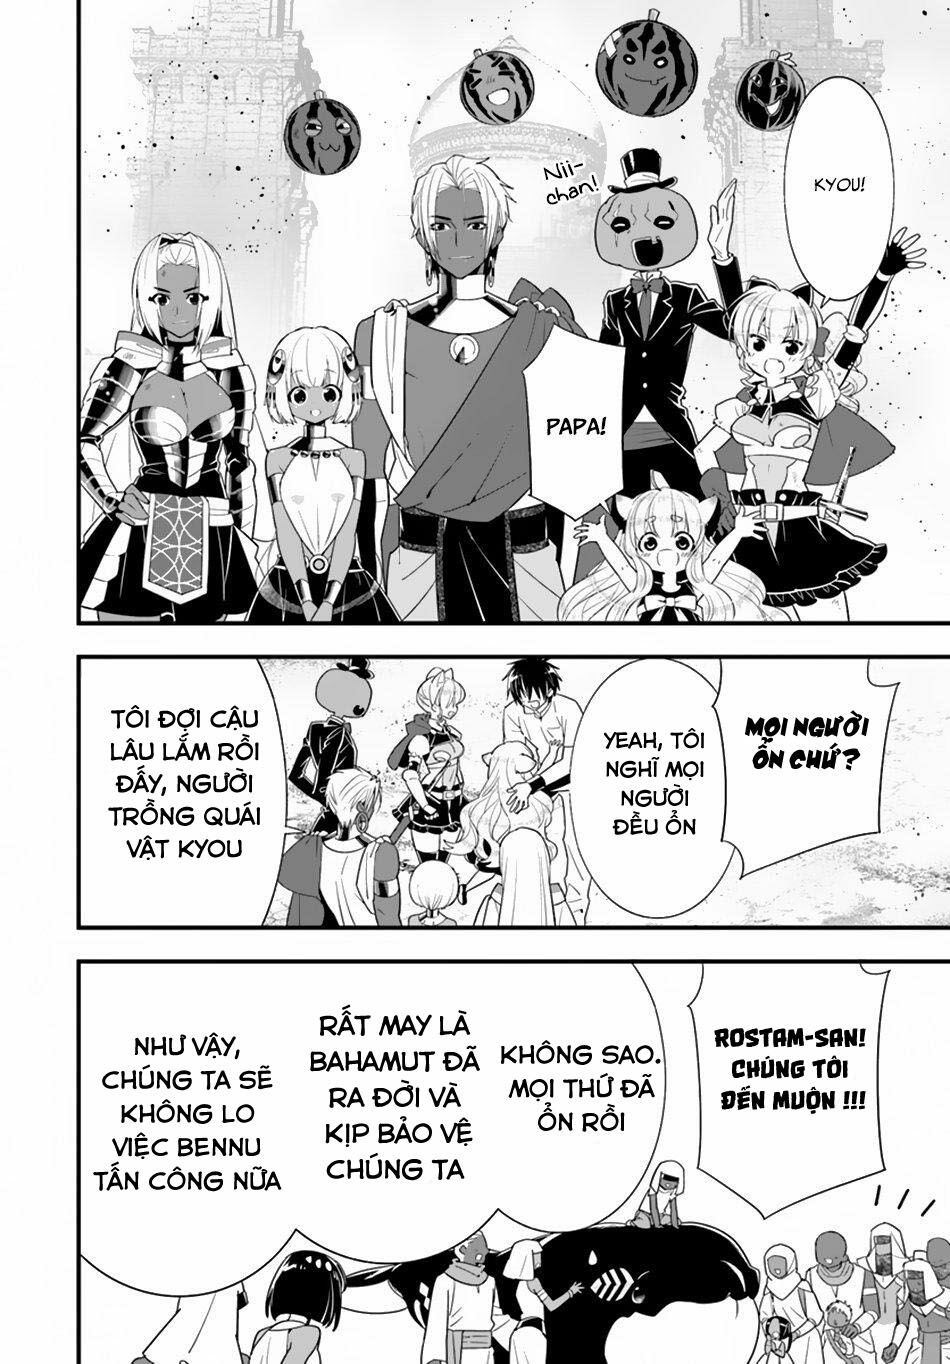 KYOU!
Nii-
chan!
PAPA!
MỌI NGƯỜI
ỔN CHỨ?
YEAH, TÔI
NGHĨ MỌI
NGƯỜI
ĐỀU ỔN
TÔI ĐỢI CẬU
LÂU LẮM RỒI
ĐẤY, NGƯỜI
TRỒNG QUÁI
VẬT KYOU
ROSTAM-SAN!
CHÚNG TÔI
ĐẾN MUỘN !!!
KHÔNG SAO.
MỌI THỨ ĐÃ
ỔN RỒI
RẤT MAY LÀ
BAHAMUT ĐÃ
RA ĐỜI VÀ
KỊP BẢO VỆ
CHÚNG TA
NHƯ VẬY,
CHÚNG TA SẼ
KHÔNG LO
VIỆC BENNU
TẤN CÔNG NỮA